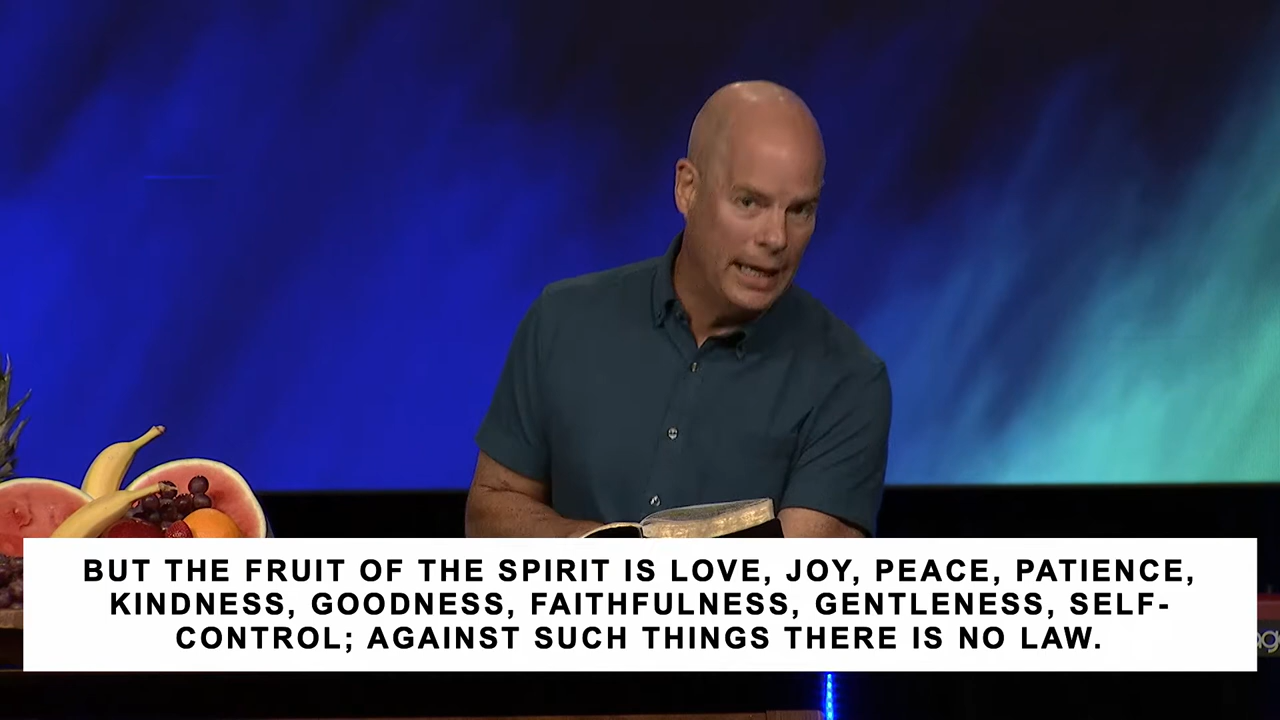 BUT THE FRUIT OF THE SPIRIT IS LOVE, JOY, PEACE, PATIENCE,
KINDNESS, GOODNESS, FAITHFULNESS, GENTLENESS, SELF-
CONTROL; AGAINST SUCH THINGS THERE IS NO LAW.